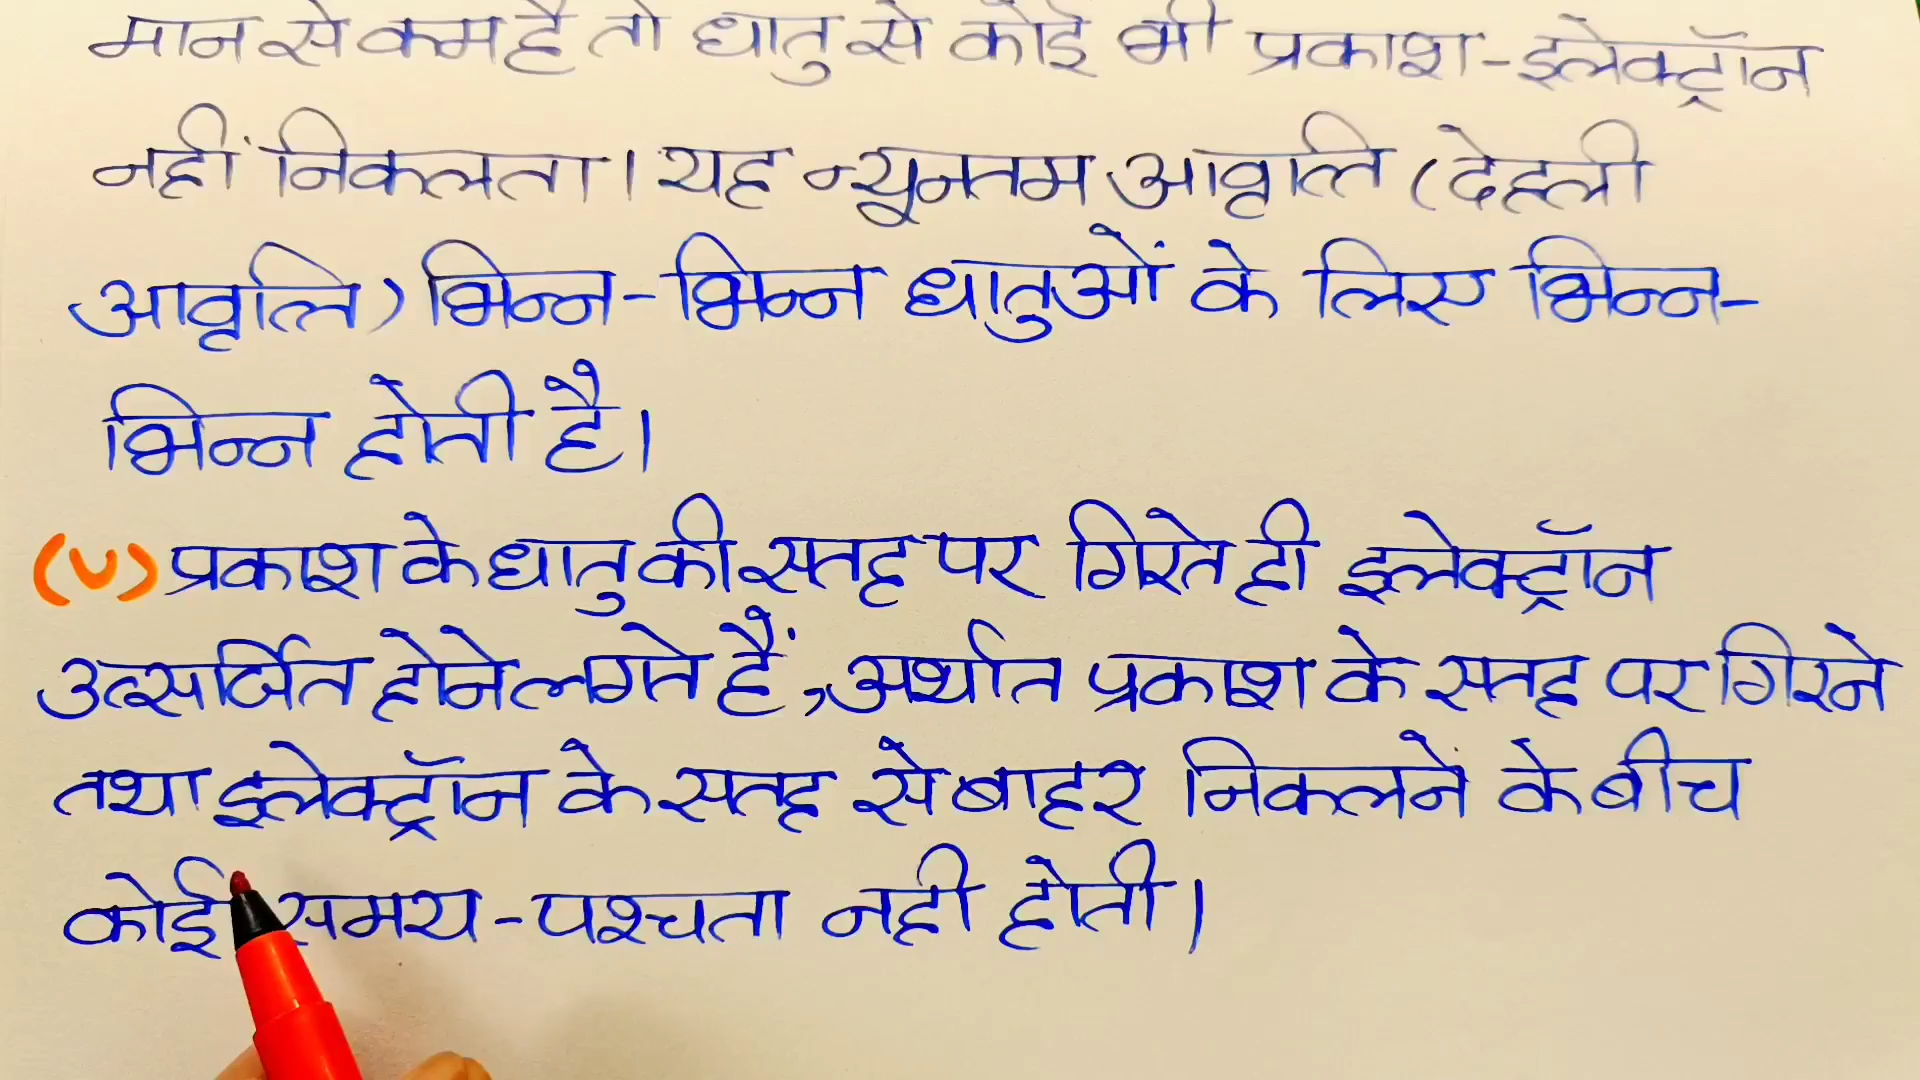 मान से कम है तो धातु से कोई भी प्रकाश-इलेक्ट्रॉन
नहीं निकलता। यह न्यूनतम आवृत्ति (देहली
आवृत्ति) भिन्न-भिन्न धातुओं के लिए भिन्न-
भिन्न होती है।
(v) प्रकाश के धातु की सतह पर गिरते ही इलेक्ट्रॉन
उत्सर्जित होने लगते हैं, अर्थात प्रकाश के सतह पर गिरने
तथा इलेक्ट्रॉन के सतह से बाहर निकलने के बीच
कोई समय-पश्चता नही होती।